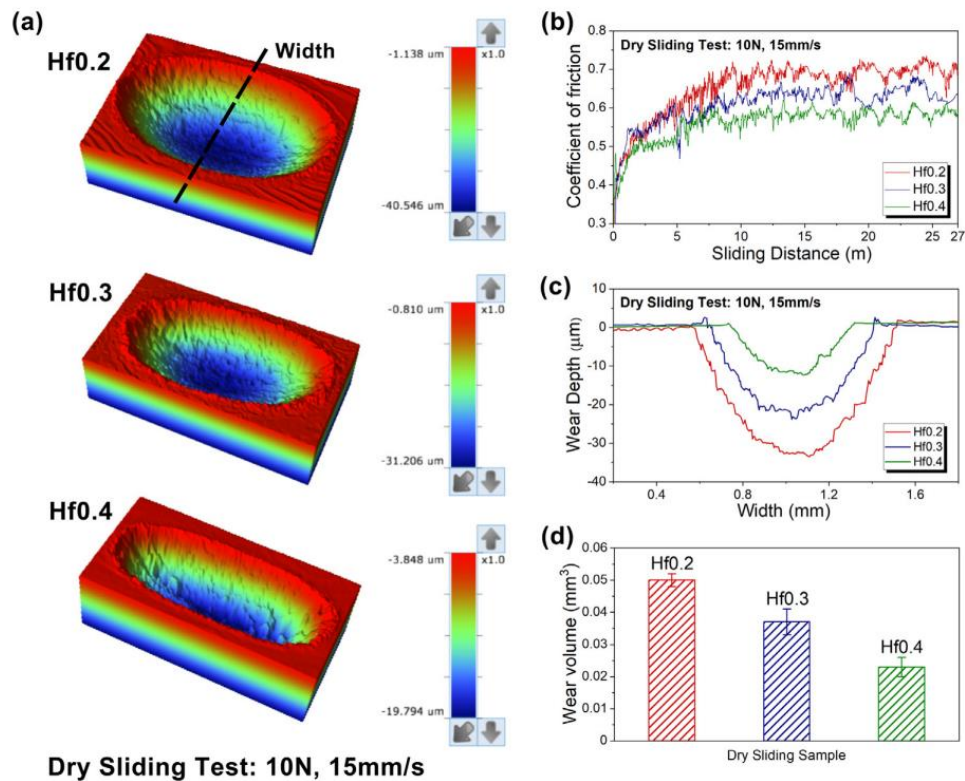 (a)
Hf0.2
Width
-1.138 um
x1.0
-40.546 um
Hf0.3
-0.810 um
x1.0
-31.206 um
Hf0.4
-3.848 um
x1.0
-19.794 um
Dry Sliding Test: 10N, 15mm/s
(b)
Dry Sliding Test: 10N, 15mm/s
Coefficient of friction
0.8
0.7
0.6
0.5
0.4
0.3
Hf0.2
Hf0.3
Hf0.4
0 5 10 15 20 25 27
Sliding Distance (m)
(c)
Dry Sliding Test: 10N, 15mm/s
Wear Depth (μm)
10
0
-10
-20
-30
-40
Hf0.2
Hf0.3
Hf0.4
0.4 0.8 1.2 1.6
Width (mm)
(d)
Wear volume (mm³)
0.06
0.05
0.04
0.03
0.02
0.01
0
Hf0.2
Hf0.3
Hf0.4
Dry Sliding Sample